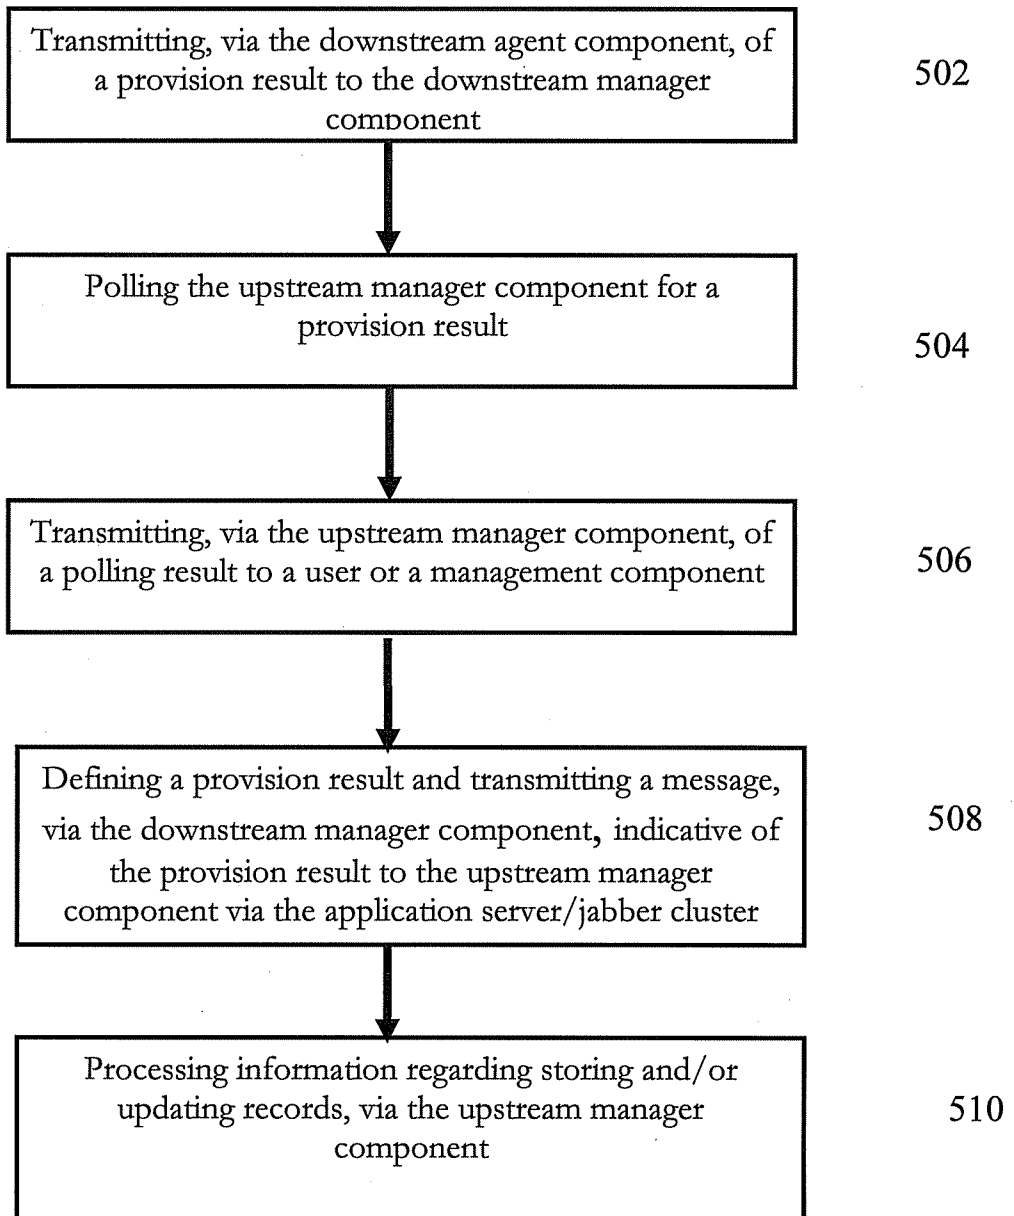 Transmitting, via the downstream agent component, of
a provision result to the downstream manager
component
502
Polling the upstream manager component for a
provision result
504
Transmitting, via the upstream manager component, of
a polling result to a user or a management component
506
Defining a provision result and transmitting a message,
via the downstream manager component, indicative of
the provision result to the upstream manager
component via the application server/jabber cluster
508
Processing information regarding storing and/or
updating records, via the upstream manager
component
510